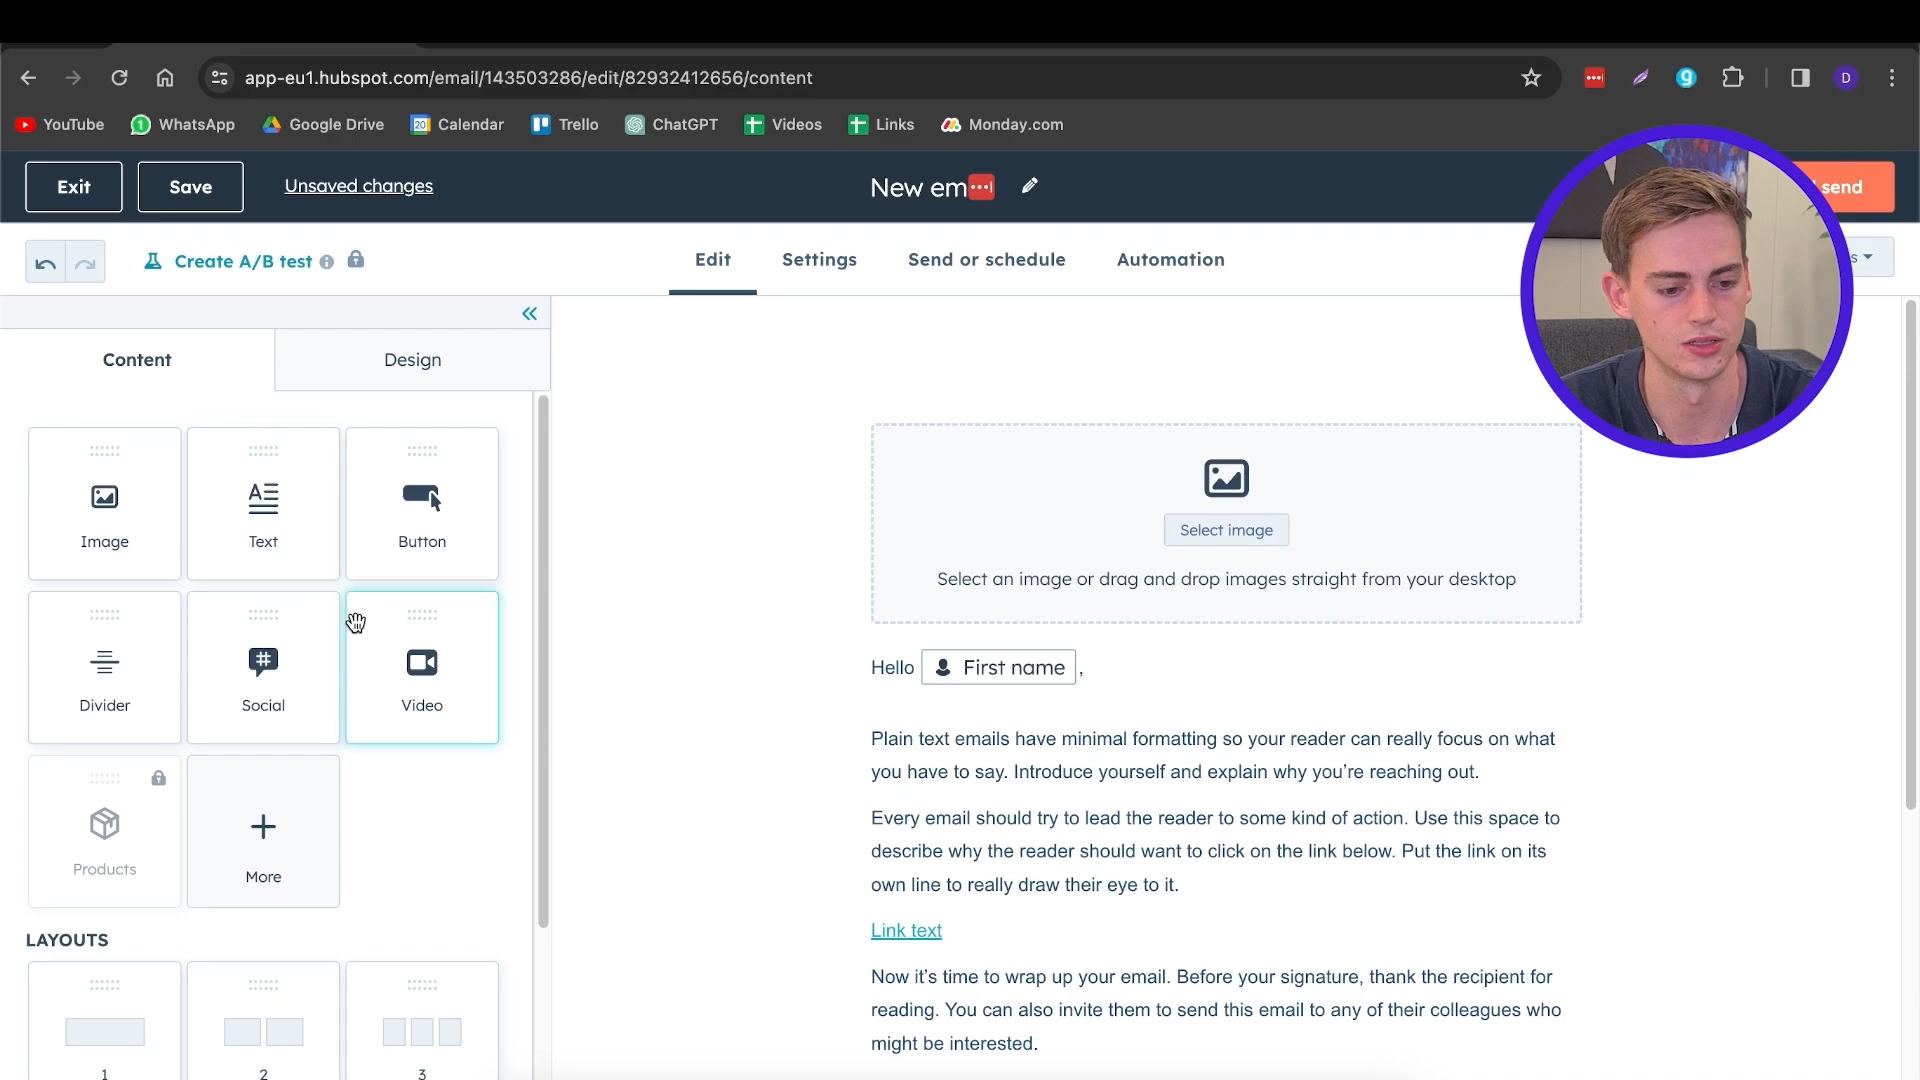 app-eu1.hubspot.com/email/143503286/edit/82932412656/content
D
YouTube
WhatsApp
Google Drive
Calendar
Trello
ChatGPT
Videos
Links
Monday.com
Exit
Save
Unsaved changes
New em
send
Create A/B test
Edit
Settings
Send or schedule
Automation
s
Content
Design
Image
Text
Button
Divider
Social
Video
Products
More
LAYOUTS
1
2
3
Select image
Select an image or drag and drop images straight from your desktop
Hello First name ,
Plain text emails have minimal formatting so your reader can really focus on what
you have to say. Introduce yourself and explain why you’re reaching out.
Every email should try to lead the reader to some kind of action. Use this space to
describe why the reader should want to click on the link below. Put the link on its
own line to really draw their eye to it.
Link text
Now it’s time to wrap up your email. Before your signature, thank the recipient for
reading. You can also invite them to send this email to any of their colleagues who
might be interested.